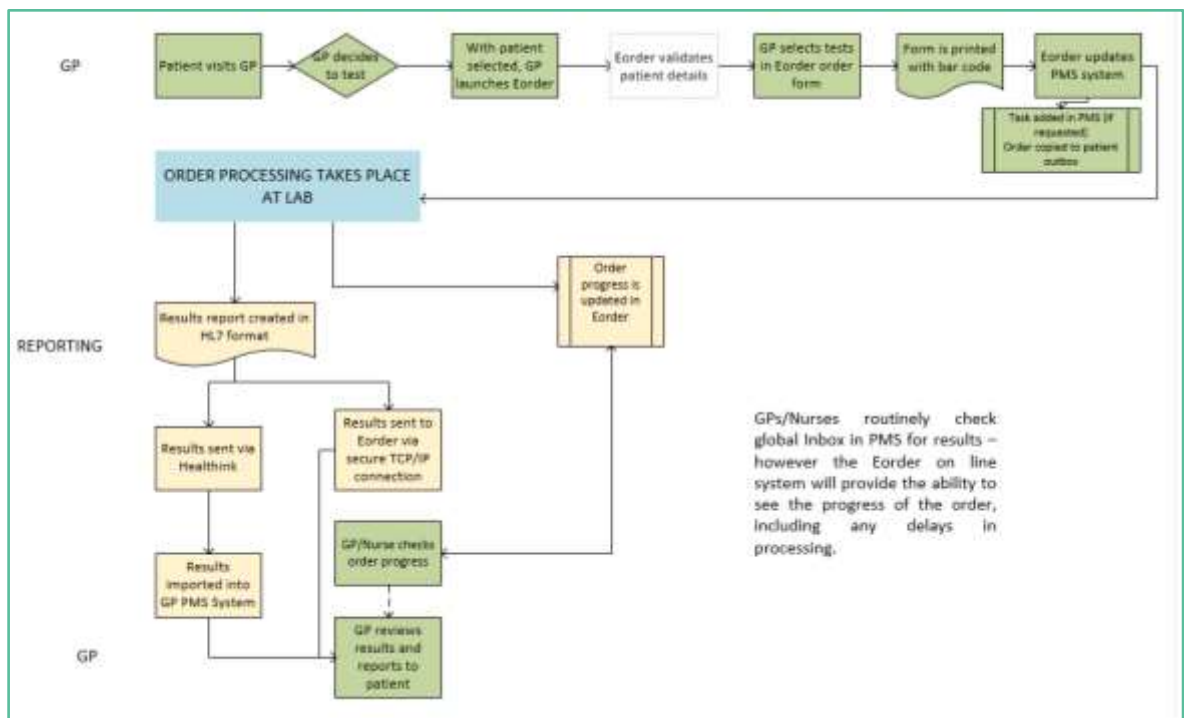 GP
Patient visits GP
GP decides
to test
With patient
selected, GP
launches Eorder
Eorder validates
patient details
GP selects tests
in Eorder order
form
Form is printed
with bar code
Eorder updates
PMS system
Task added in PMS (if
requested)
Order copied to patient
outbox
ORDER PROCESSING TAKES PLACE
AT LAB
Order
progress is
updated in
Eorder
Results report created in
HL7 format
REPORTING
Results sent via
Healthink
Results sent to
Eorder via
secure TCP/IP
connection
GPs/Nurses routinely check
global Inbox in PMS for results –
however the Eorder on line
system will provide the ability to
see the progress of the order,
including any delays in
processing.
GP/Nurse checks
order progress
Results
imported into
GP PMS System
GP reviews
results and
reports to
patient
GP